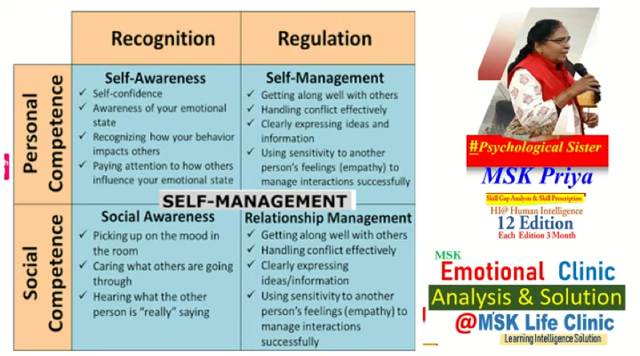 Recognition
Regulation
Personal
Competence
Self-Awareness
✓ Self-confidence
✓ Awareness of your emotional
state
✓ Recognizing how your behavior
impacts others
✓ Paying attention to how others
influence your emotional state
Self-Management
✓ Getting along well with others
✓ Handling conflict effectively
✓ Clearly expressing ideas and
information
✓ Using sensitivity to another
person's feelings (empathy) to
manage interactions successfully
SELF-MANAGEMENT
Social
Competence
Social Awareness
✓ Picking up on the mood in
the room
✓ Caring what others are going
through
✓ Hearing what the other
person is "really" saying
Relationship Management
✓ Getting along well with others
✓ Handling conflict effectively
✓ Clearly expressing
ideas/information
✓ Using sensitivity to another
person's feelings (empathy) to
manage interactions
successfully
#Psychological Sister
MSK Priya
Skill Gap Analysis & Skill Prescription
HI@ Human Intelligence
12 Edition
Each Edition 3 Month
MSK
Emotional Clinic
Analysis & Solution
@MSK Life Clinic
Learning Intelligence Solution